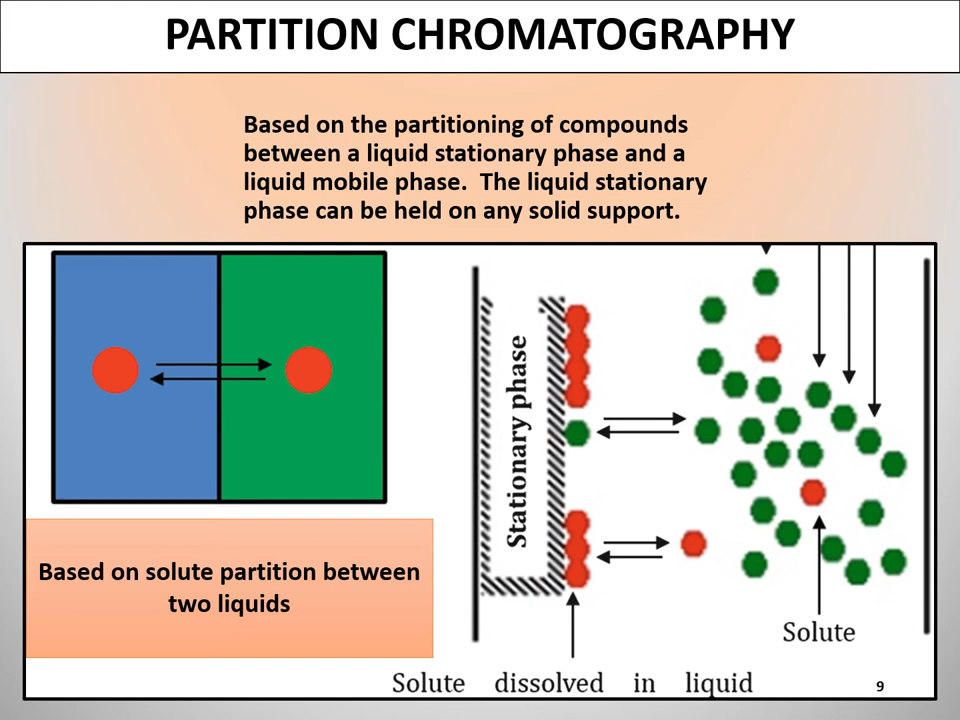 PARTITION CHROMATOGRAPHY
Based on the partitioning of compounds
between a liquid stationary phase and a
liquid mobile phase. The liquid stationary
phase can be held on any solid support.
Stationary phase
Based on solute partition between
two liquids
Solute
Solute dissolved in liquid
9